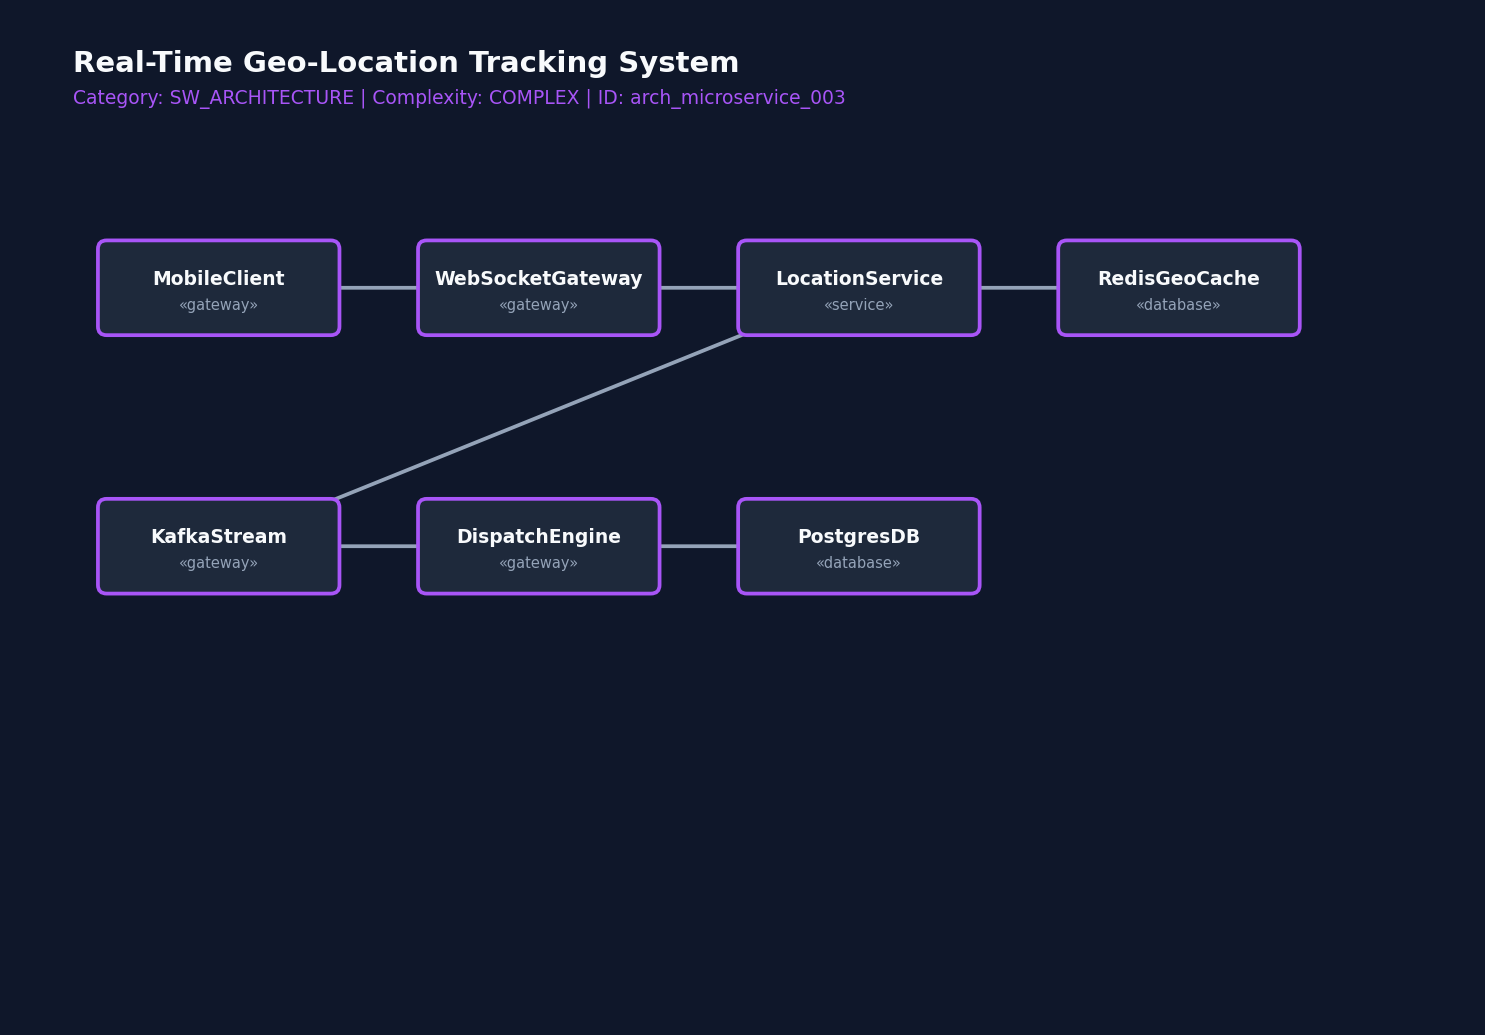 Real-Time Geo-Location Tracking System
Category: SW_ARCHITECTURE | Complexity: COMPLEX | ID: arch_microservice_003
MobileClient
«gateway»
WebSocketGateway
«gateway»
LocationService
«service»
RedisGeoCache
«database»
KafkaStream
«gateway»
DispatchEngine
«gateway»
PostgresDB
«database»